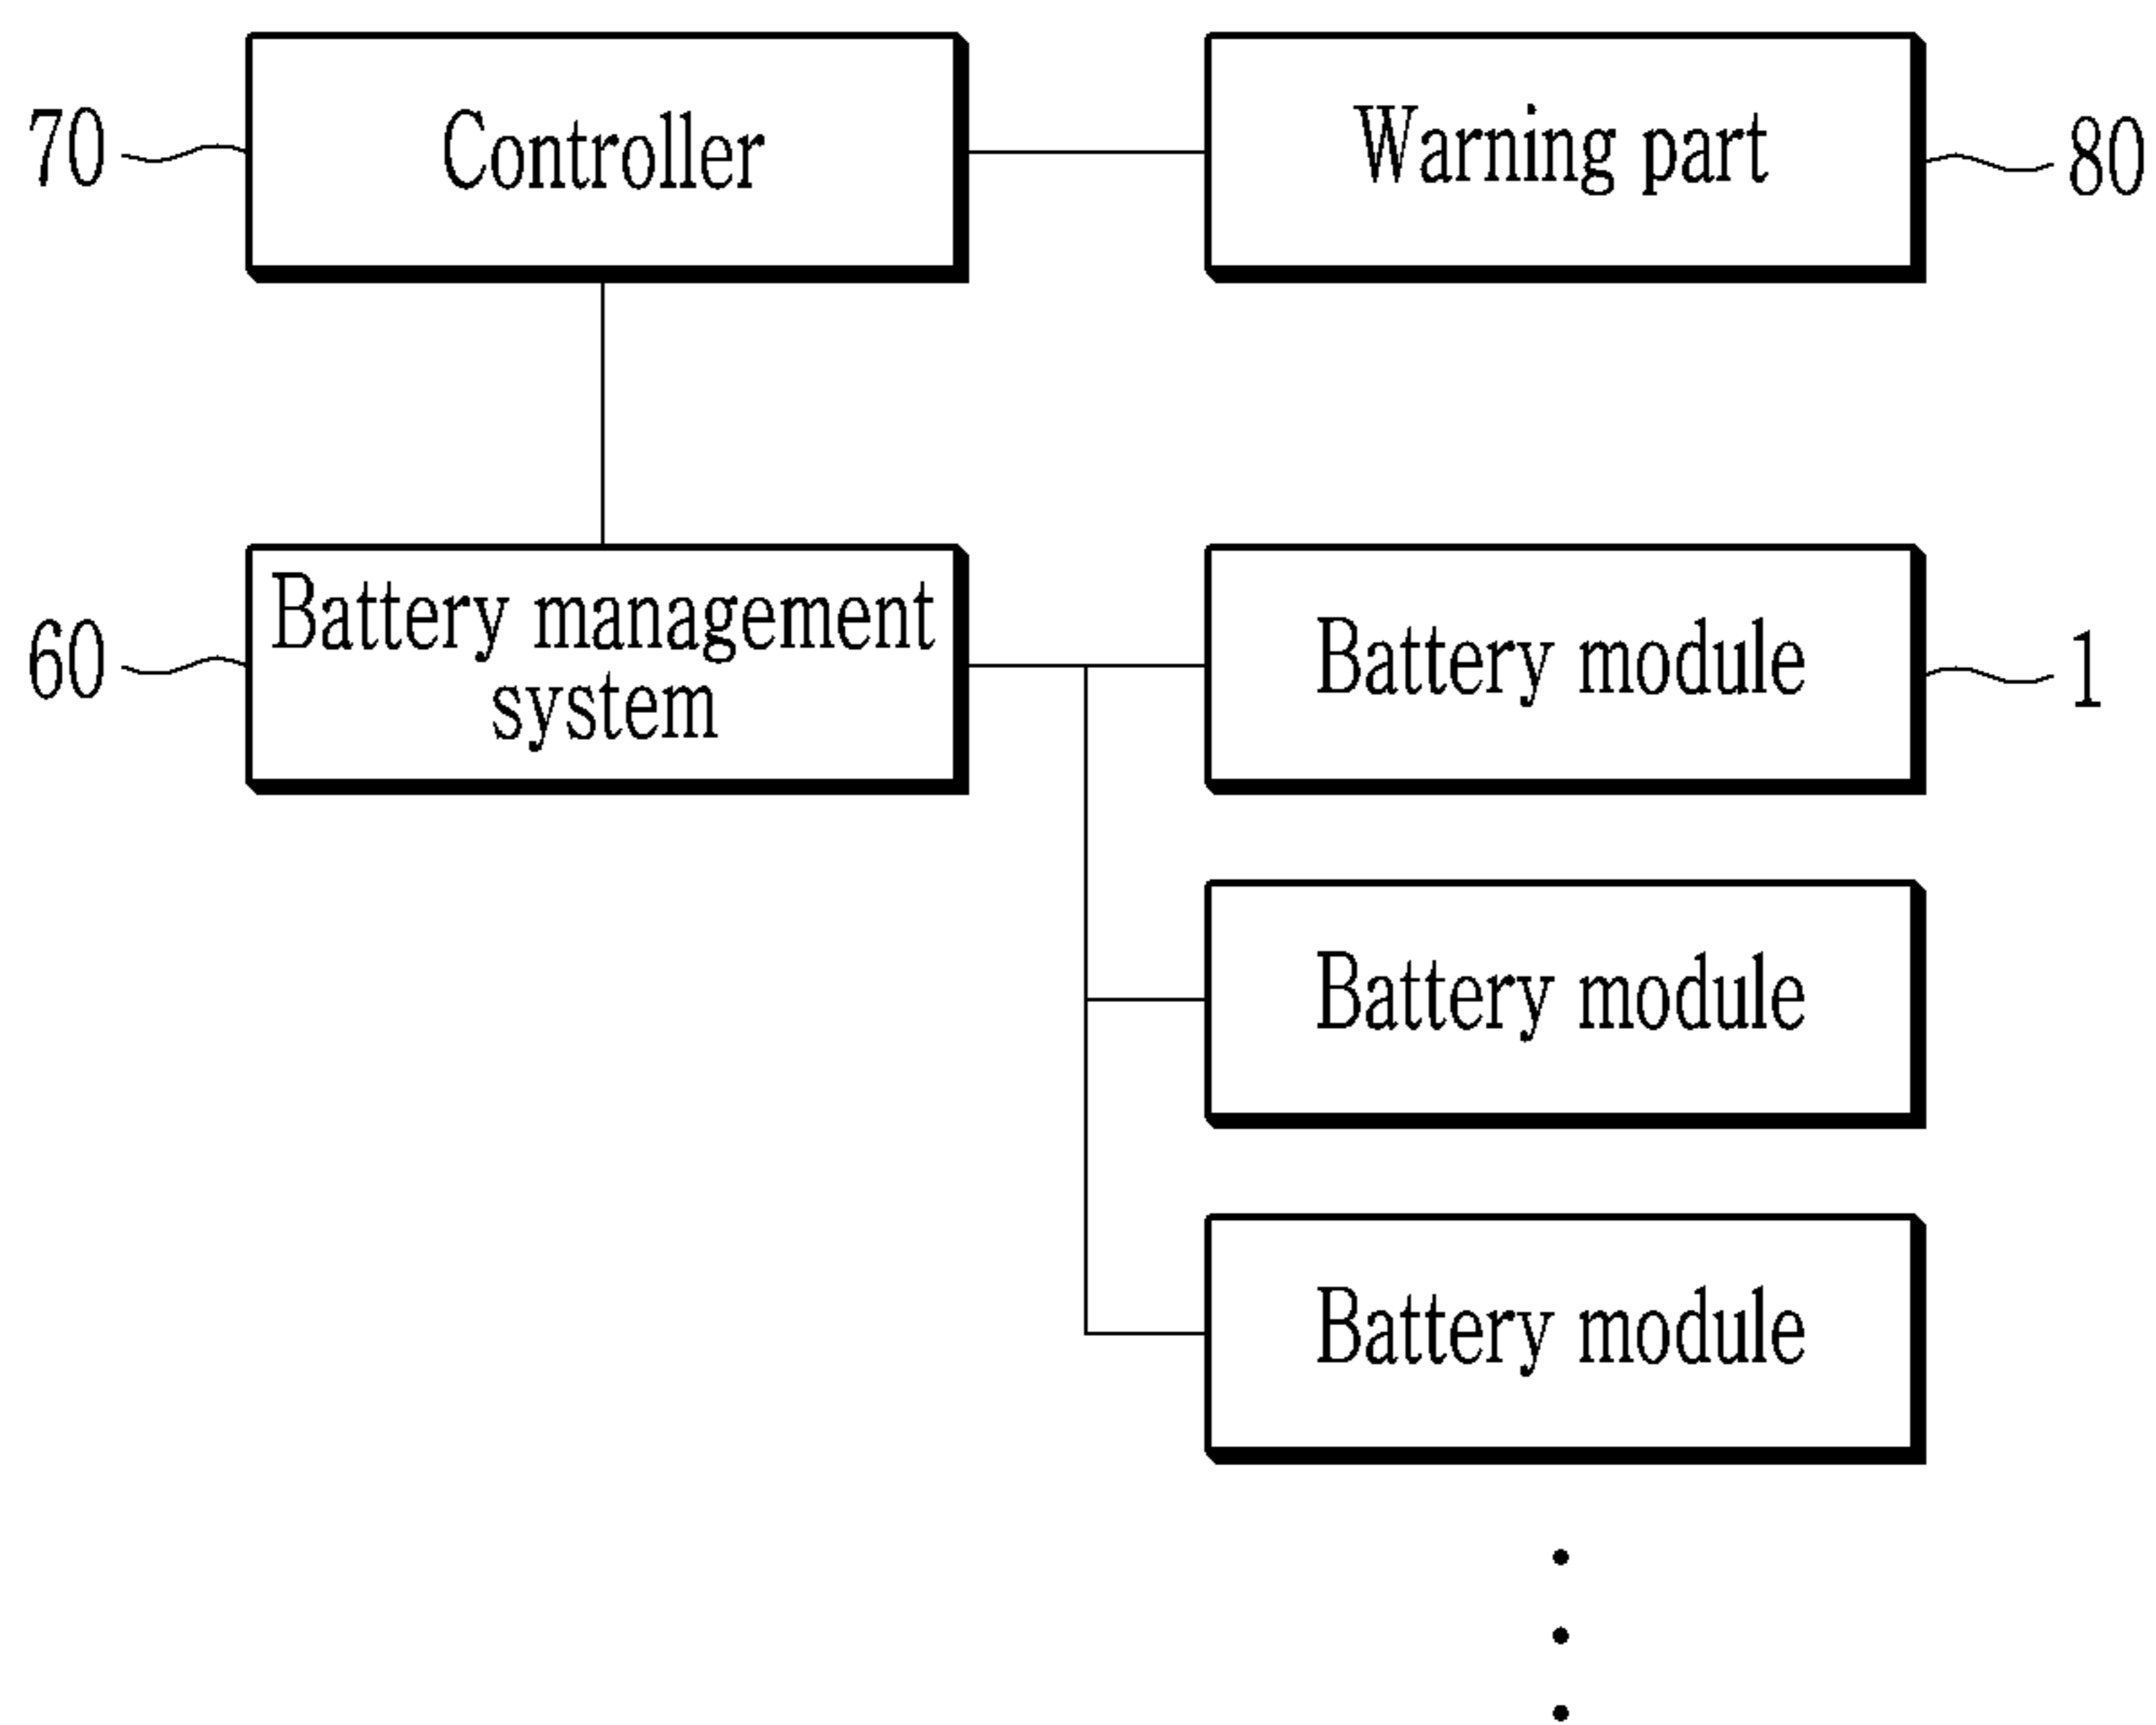 70
Controller
Warning part
80
60
Battery management
system
Battery module
1
Battery module
Battery module